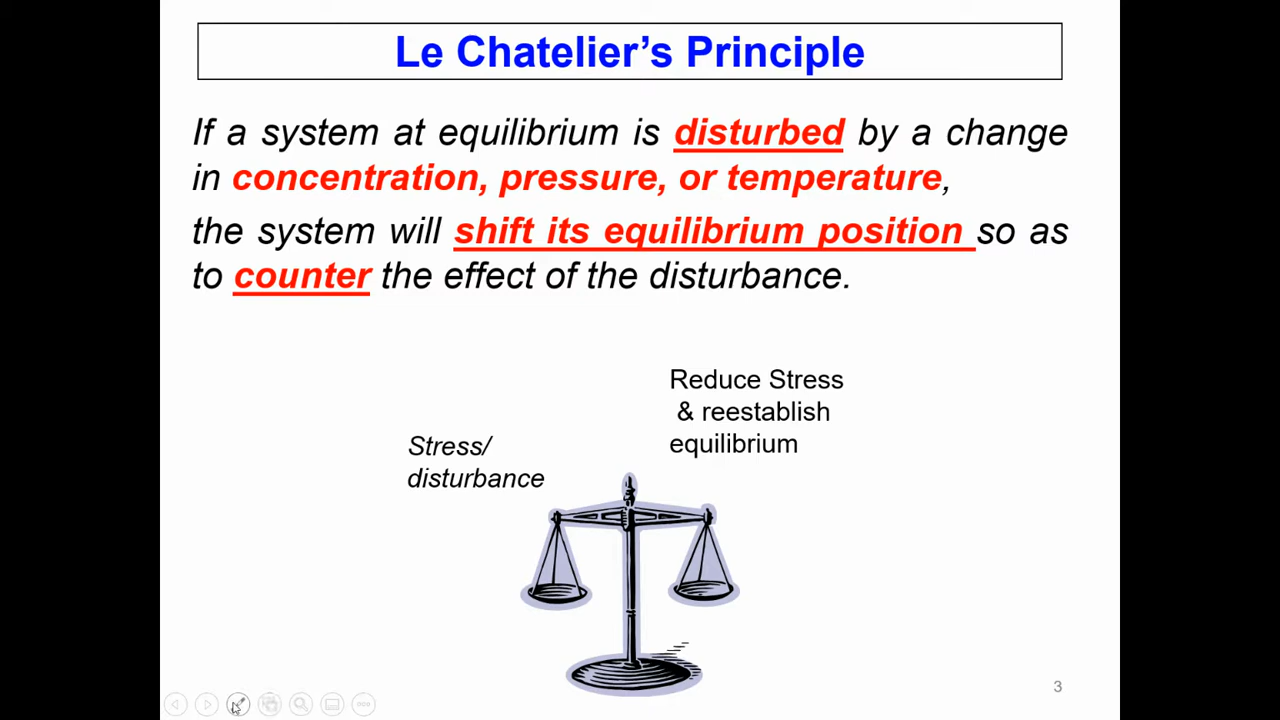 Le Chatelier’s Principle
If a system at equilibrium is disturbed by a change
in concentration, pressure, or temperature,
the system will shift its equilibrium position so as
to counter the effect of the disturbance.
Reduce Stress
& reestablish
equilibrium
Stress/
disturbance
3